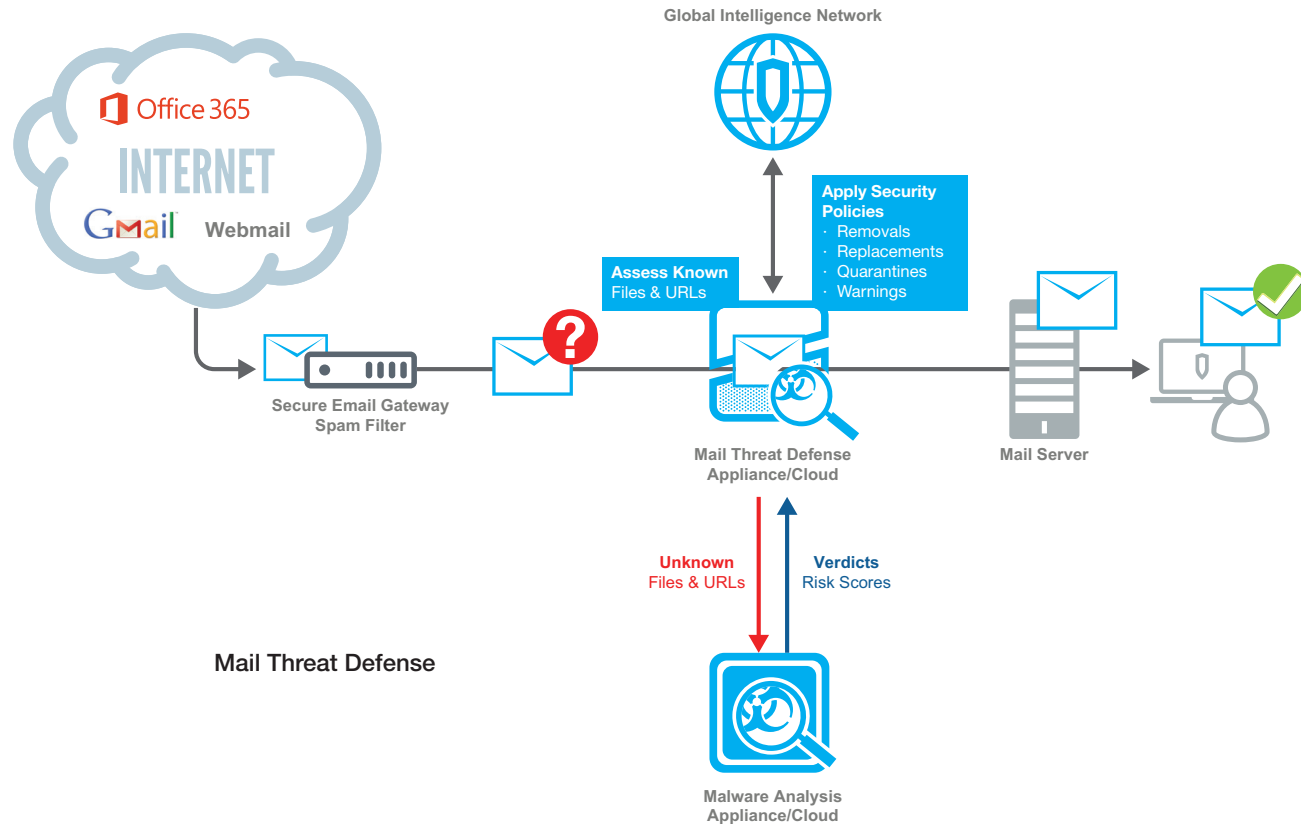 Global Intelligence Network
Office 365
INTERNET
Gmail
Webmail
Assess Known
Files & URLs
Apply Security
Policies
· Removals
· Replacements
· Quarantines
· Warnings
?
Secure Email Gateway
Spam Filter
Mail Threat Defense
Appliance/Cloud
Mail Server
Unknown
Files & URLs
Verdicts
Risk Scores
Mail Threat Defense
Malware Analysis
Appliance/Cloud